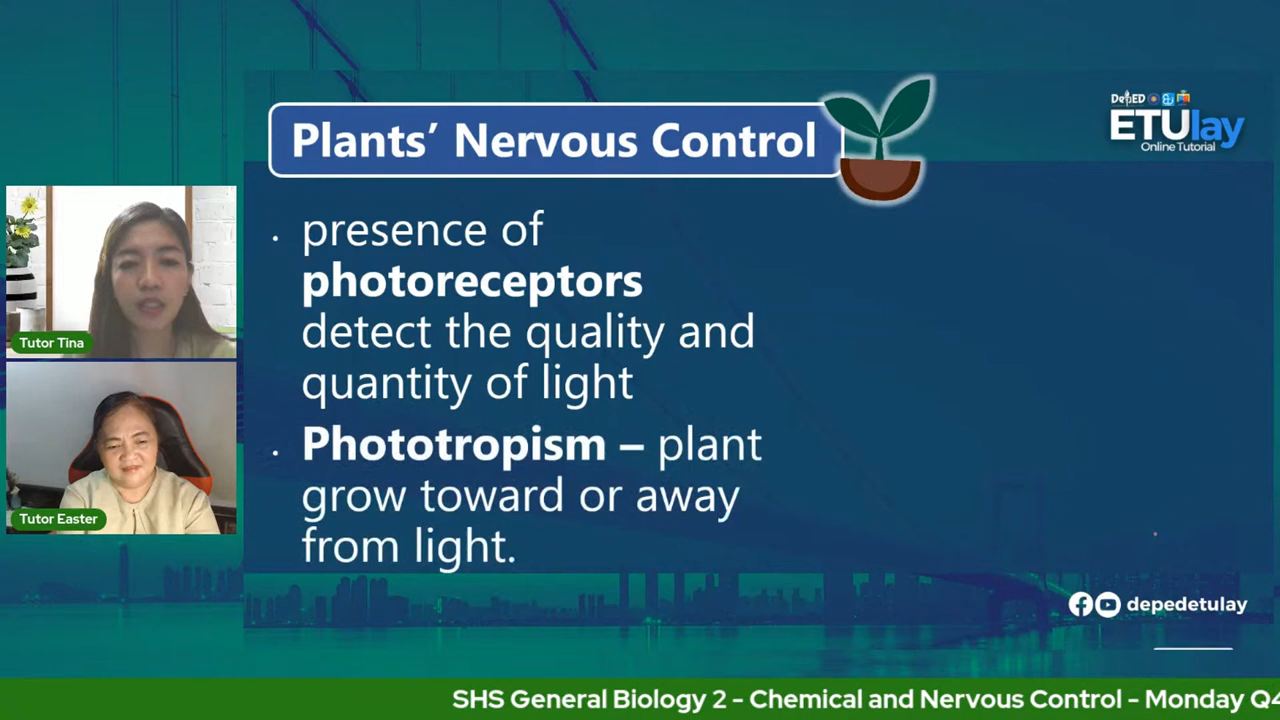 Plants’ Nervous Control
DepED
ETUlay
Online Tutorial
• presence of
photoreceptors
detect the quality and
quantity of light
• Phototropism – plant
grow toward or away
from light.
Tutor Tina
Tutor Easter
depedetulay
SHS General Biology 2 - Chemical and Nervous Control - Monday Q4